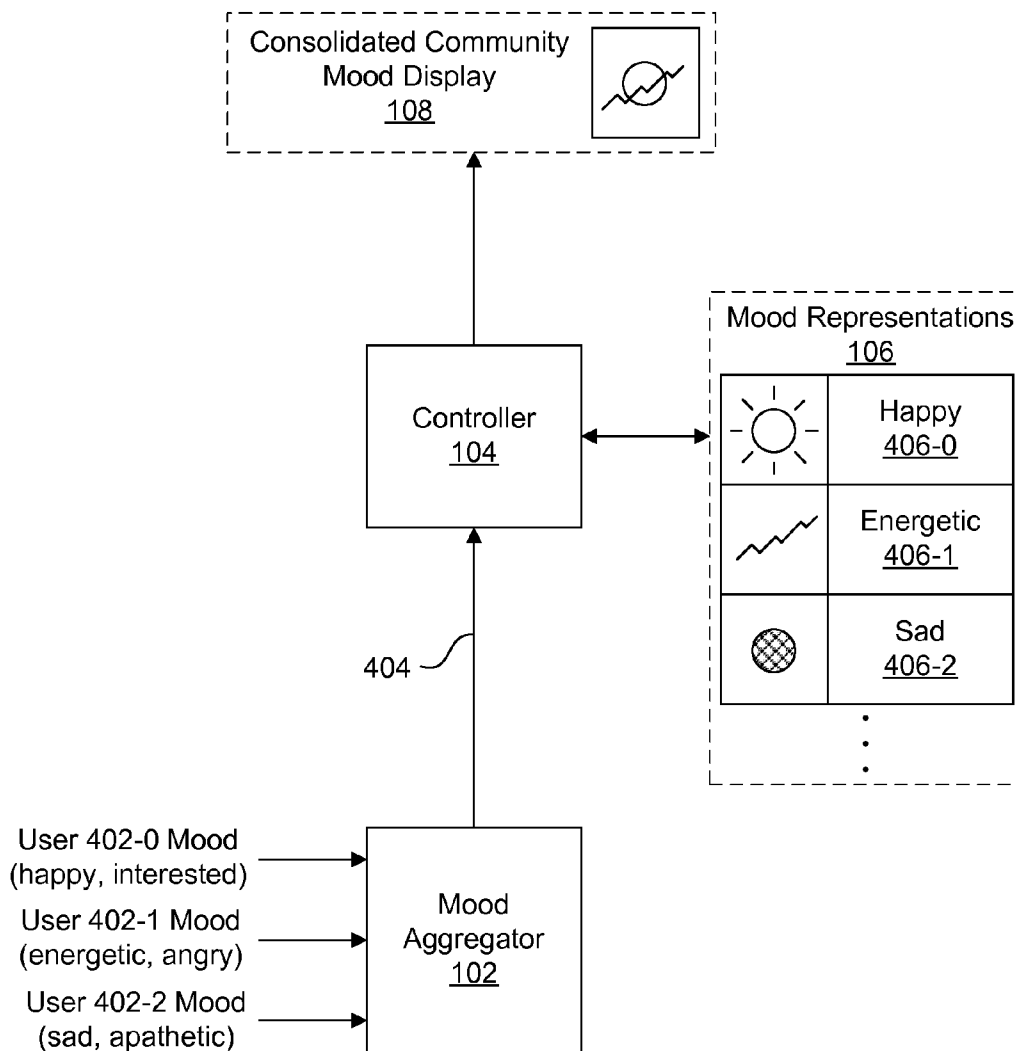 Consolidated Community
Mood Display
108
Mood Representations
106
Happy
406-0
Energetic
406-1
Sad
406-2
Controller
104
404
User 402-0 Mood
(happy, interested)
User 402-1 Mood
(energetic, angry)
User 402-2 Mood
(sad, apathetic)
Mood
Aggregator
102